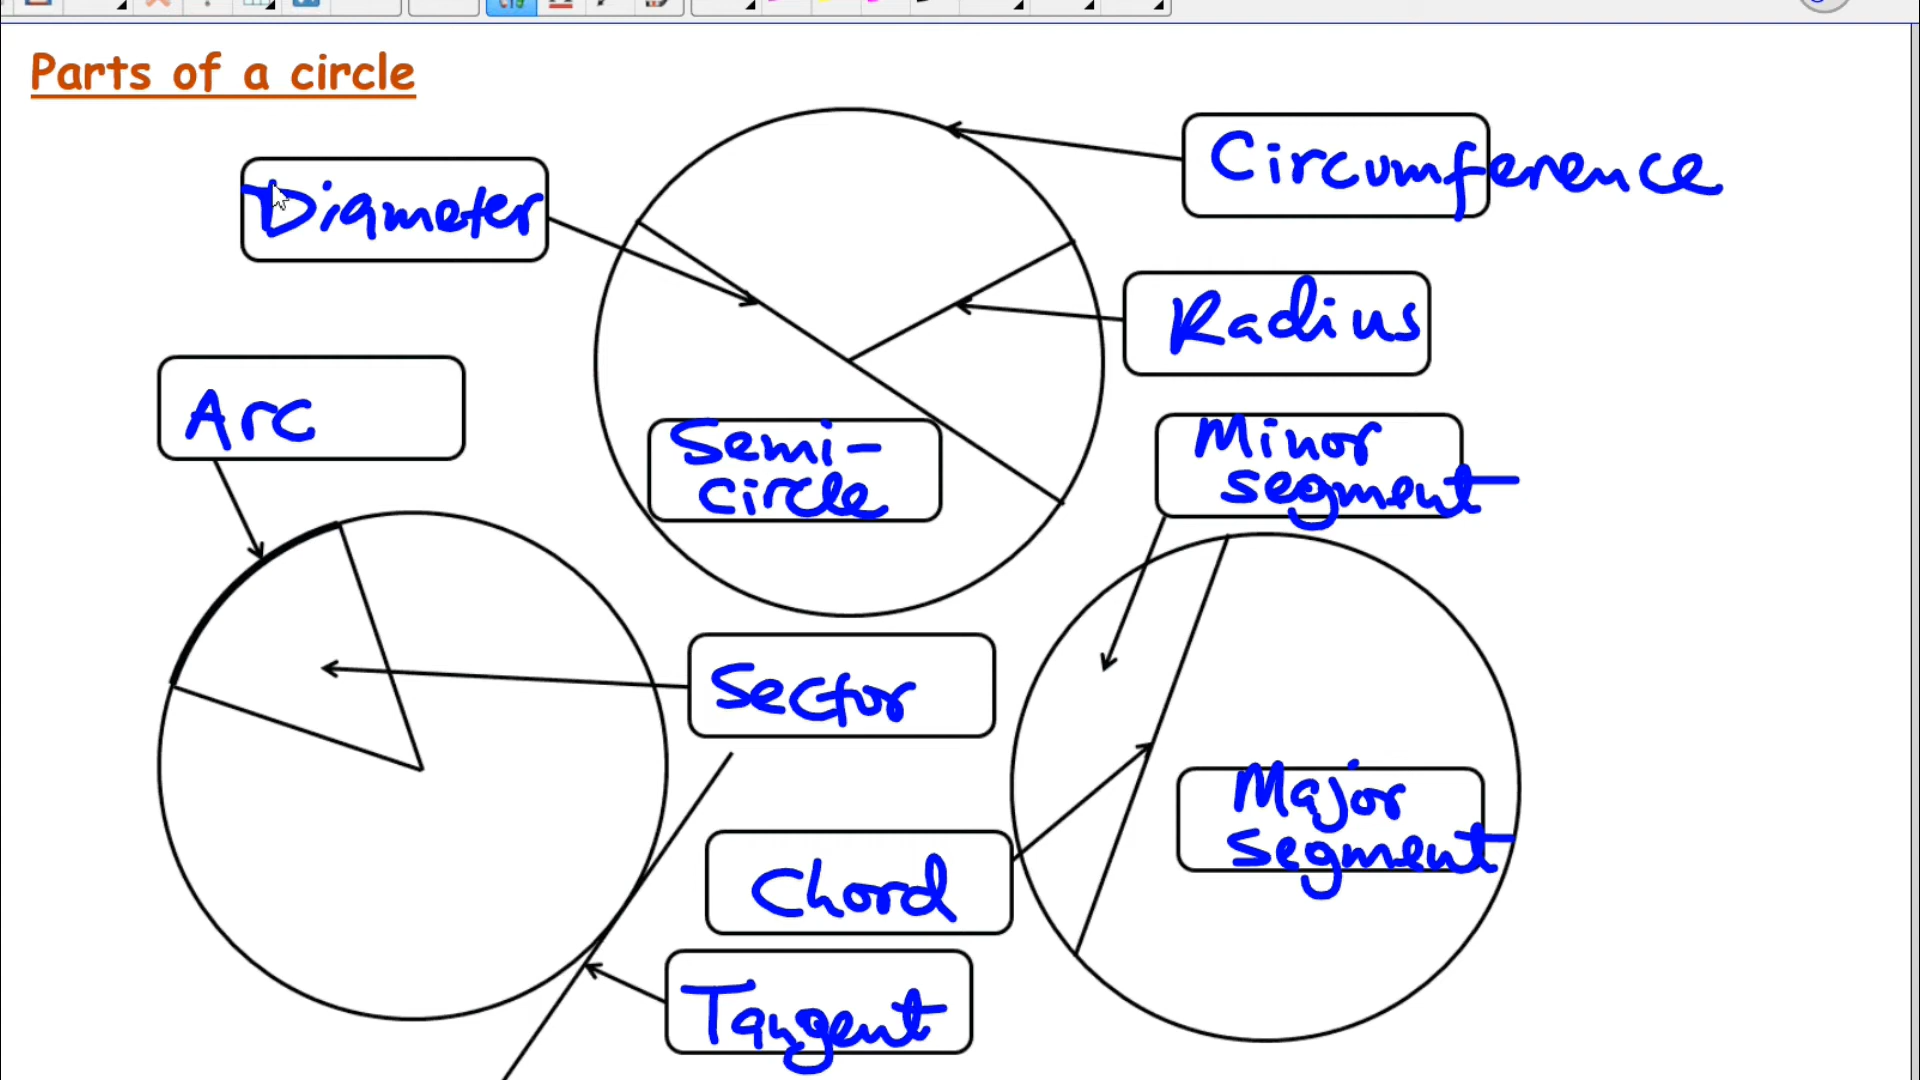 Parts of a circle
Circumference
Diameter
Radius
Arc
Semi-
circle
Minor
segment
Sector
Major
segment
Chord
Tangent